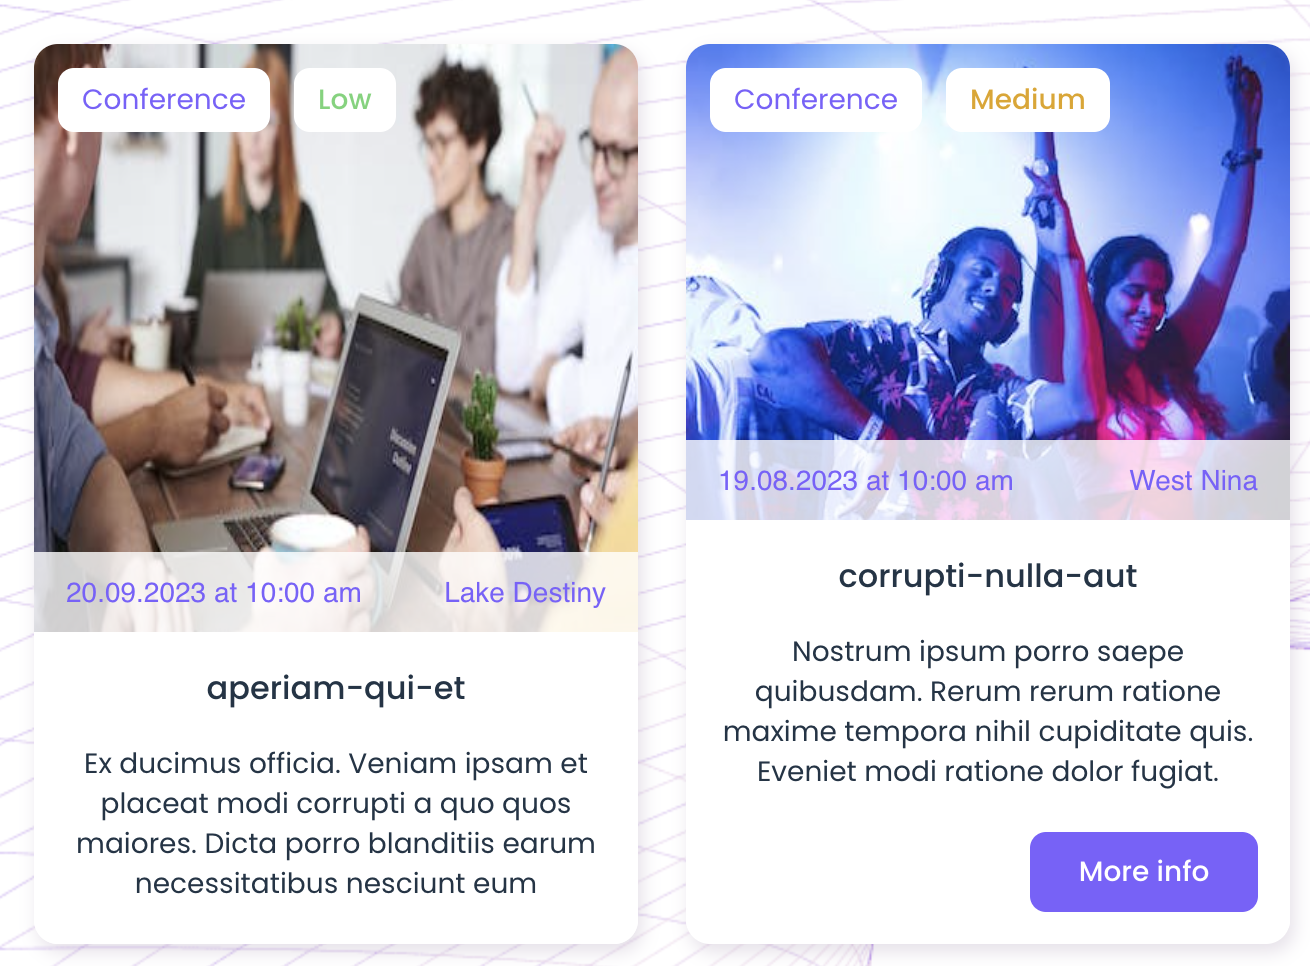 Conference
Low
20.09.2023 at 10:00 am
Lake Destiny
aperiam-qui-et
Ex ducimus officia. Veniam ipsam et
placeat modi corrupti a quo quos
maiores. Dicta porro blanditiis earum
necessitatibus nesciunt eum
Conference
Medium
19.08.2023 at 10:00 am
West Nina
corrupti-nulla-aut
Nostrum ipsum porro saepe
quibusdam. Rerum rerum ratione
maxime tempora nihil cupiditate quis.
Eveniet modi ratione dolor fugiat.
More info